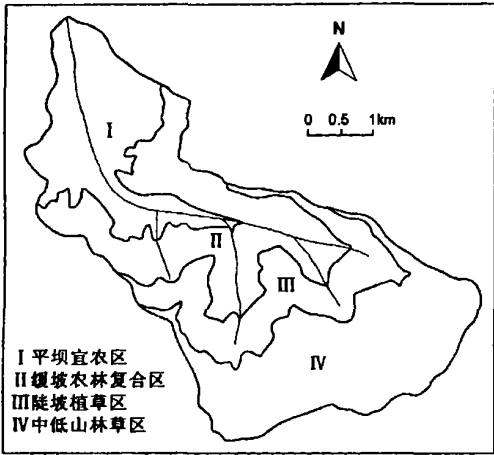 N
0 0.5 1km
I
II
III
IV
I 平坝宜农区
II 缓坡农林复合区
III 陡坡植草区
IV 中低山林草区